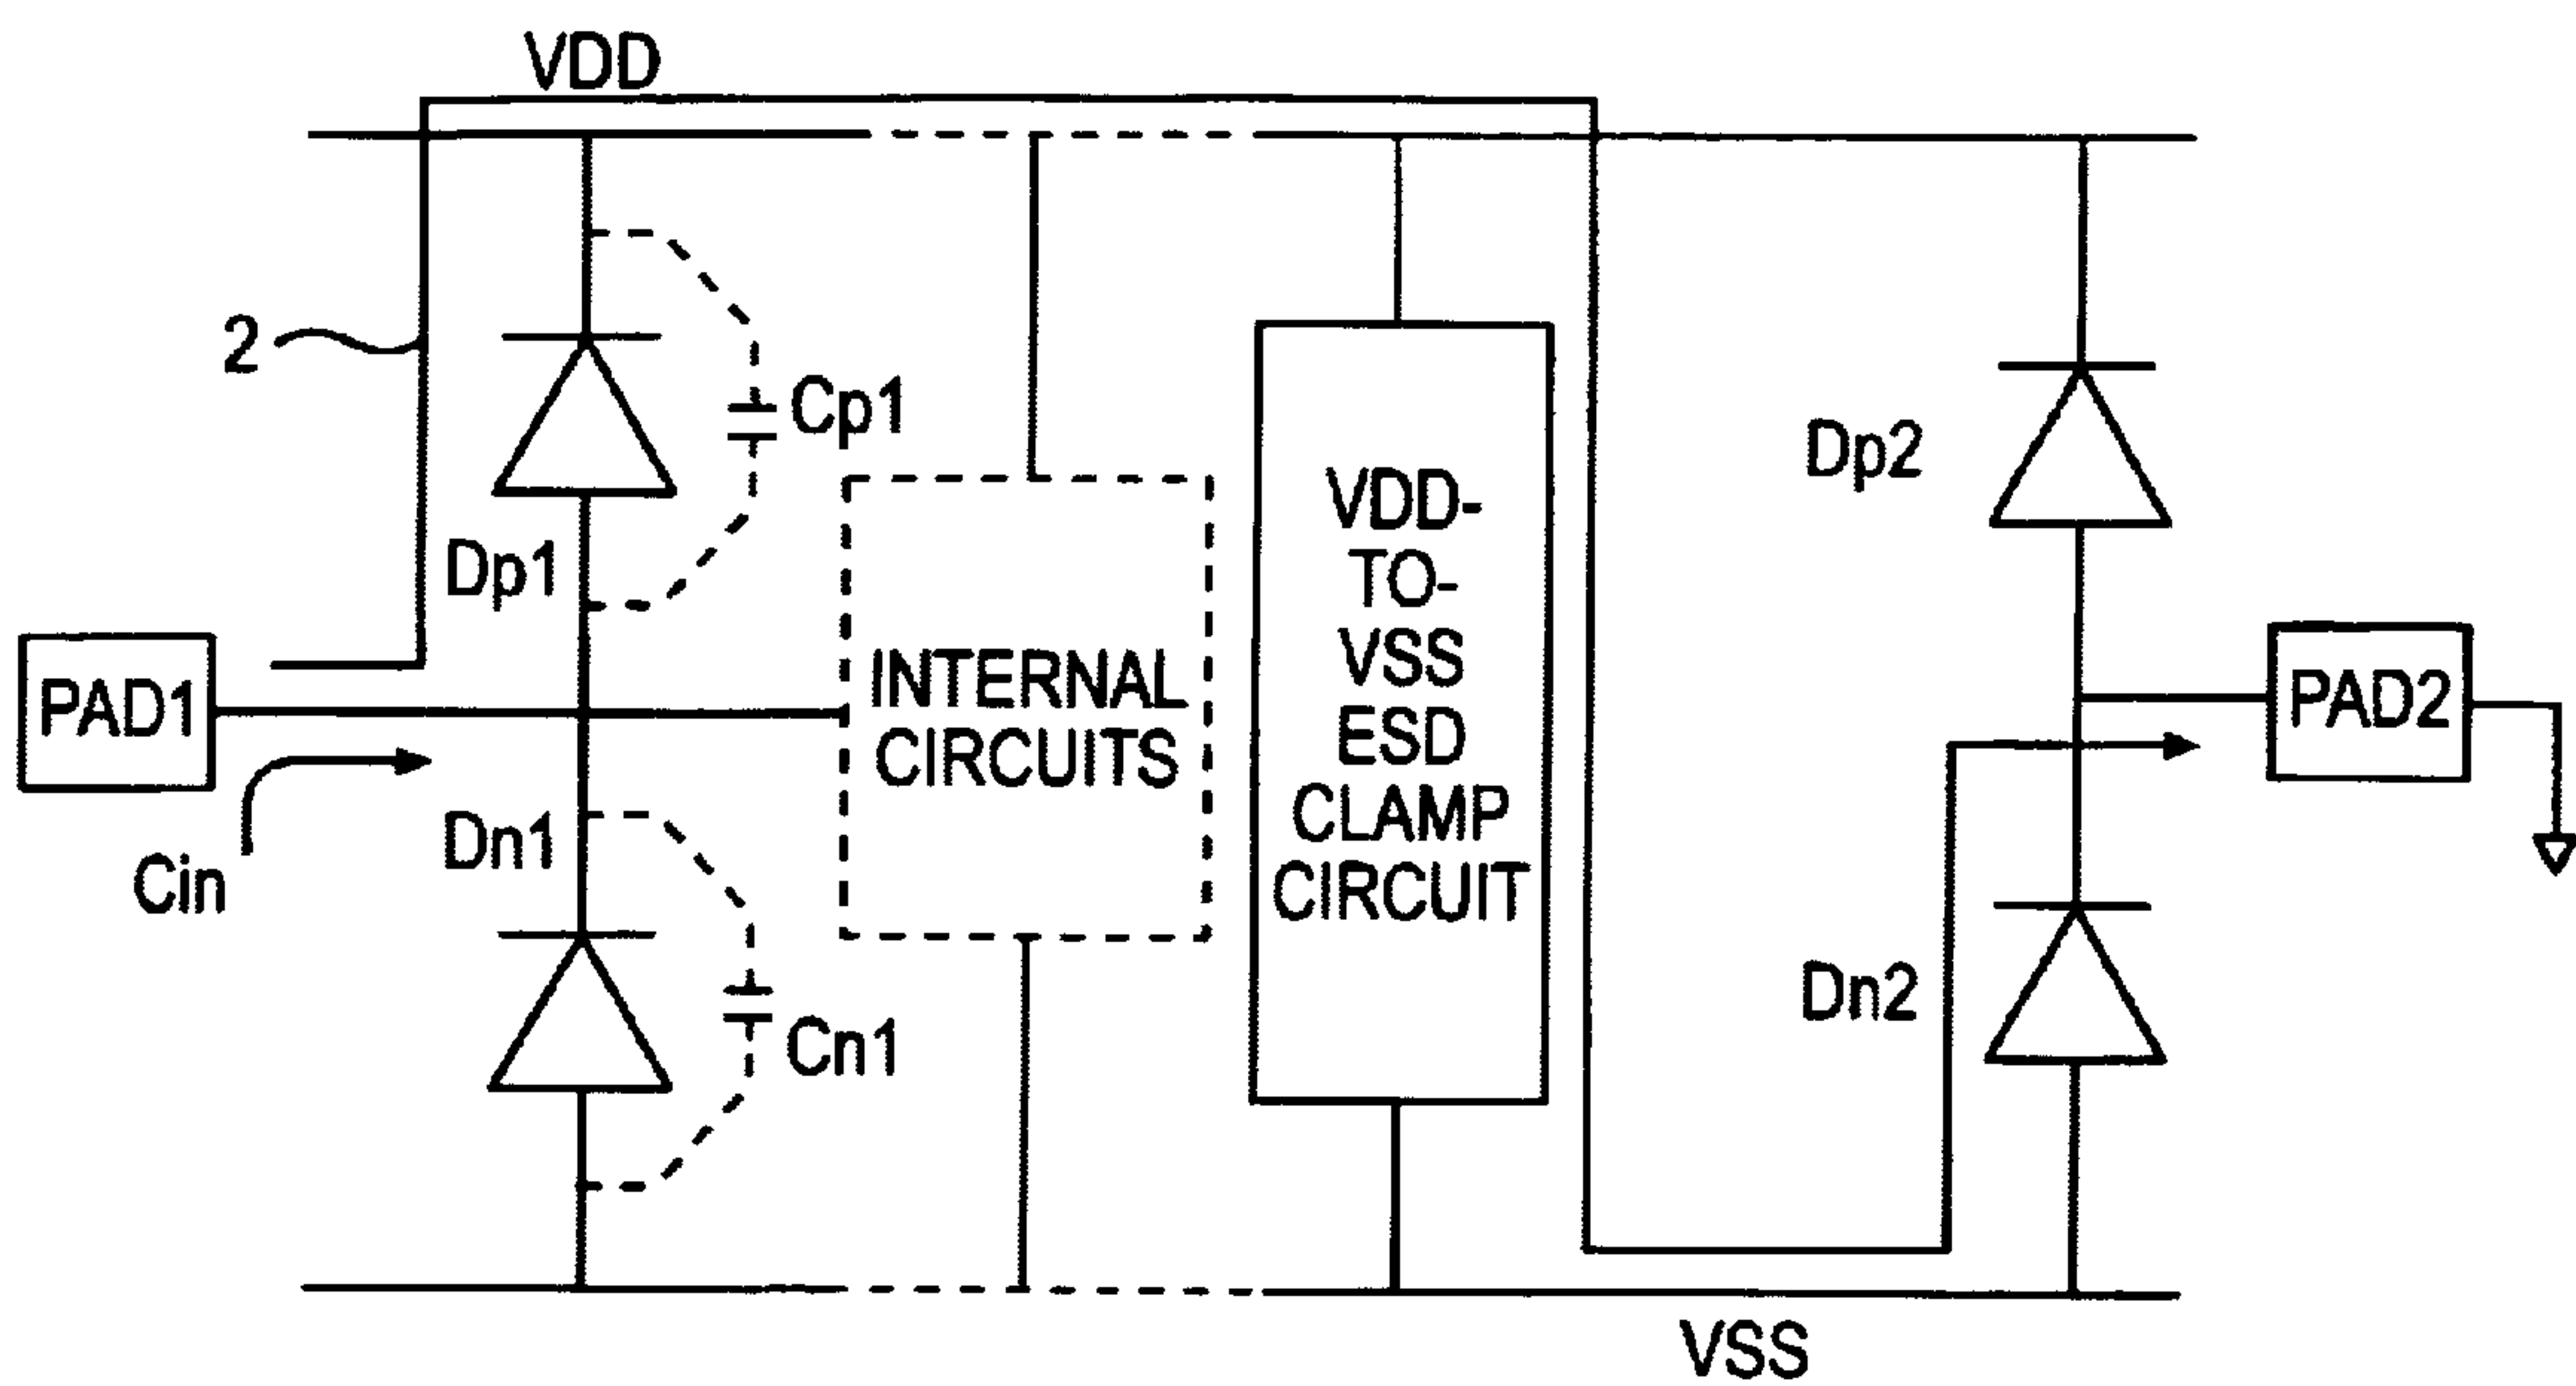 VDD
2
Cp1
Dp1
Dp2
PAD1
INTERNAL
CIRCUITS
VDD-
TO-
VSS
ESD
CLAMP
CIRCUIT
PAD2
Cin
Dn1
Cn1
Dn2
VSS